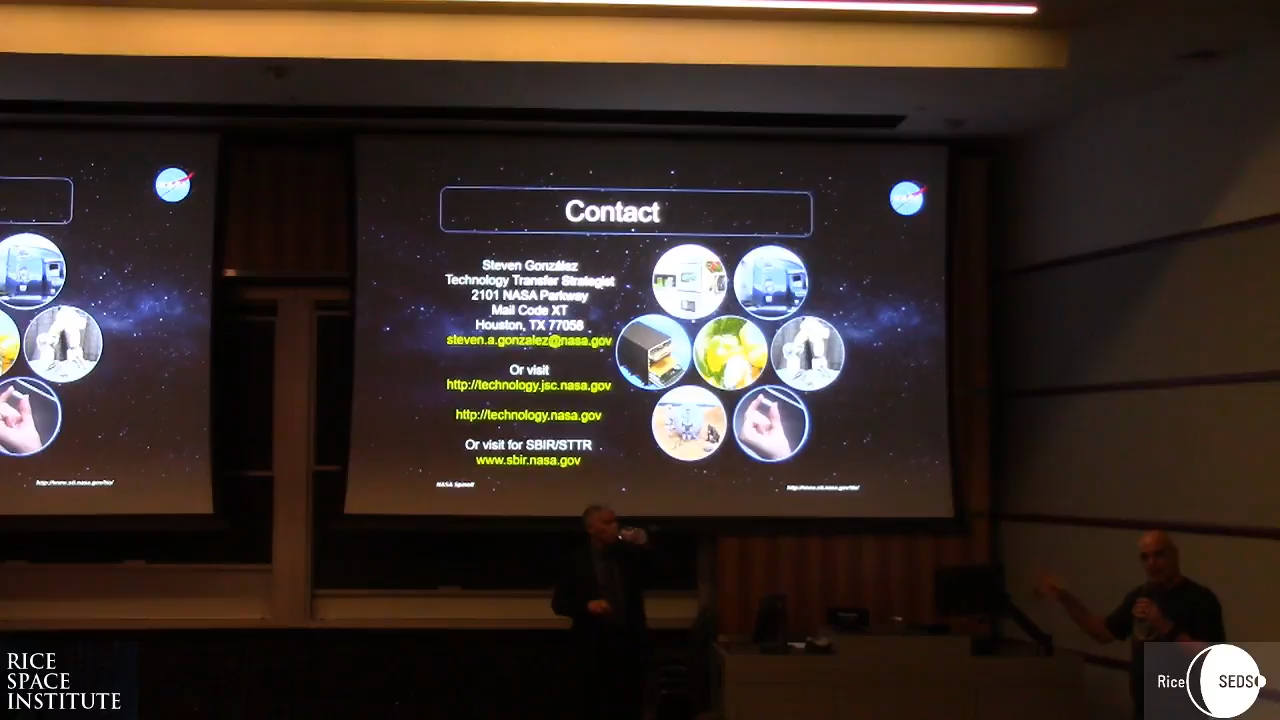 Contact
Steven González
Technology Transfer Strategist
2101 NASA Parkway
Mail Code XT
Houston, TX 77058
steven.a.gonzalez@nasa.gov
Or visit
http://technology.jsc.nasa.gov
http://technology.nasa.gov
Or visit for SBIR/STTR
www.sbir.nasa.gov
NASA Spinoff
RICE
SPACE
INSTITUTE
Rice SEDS